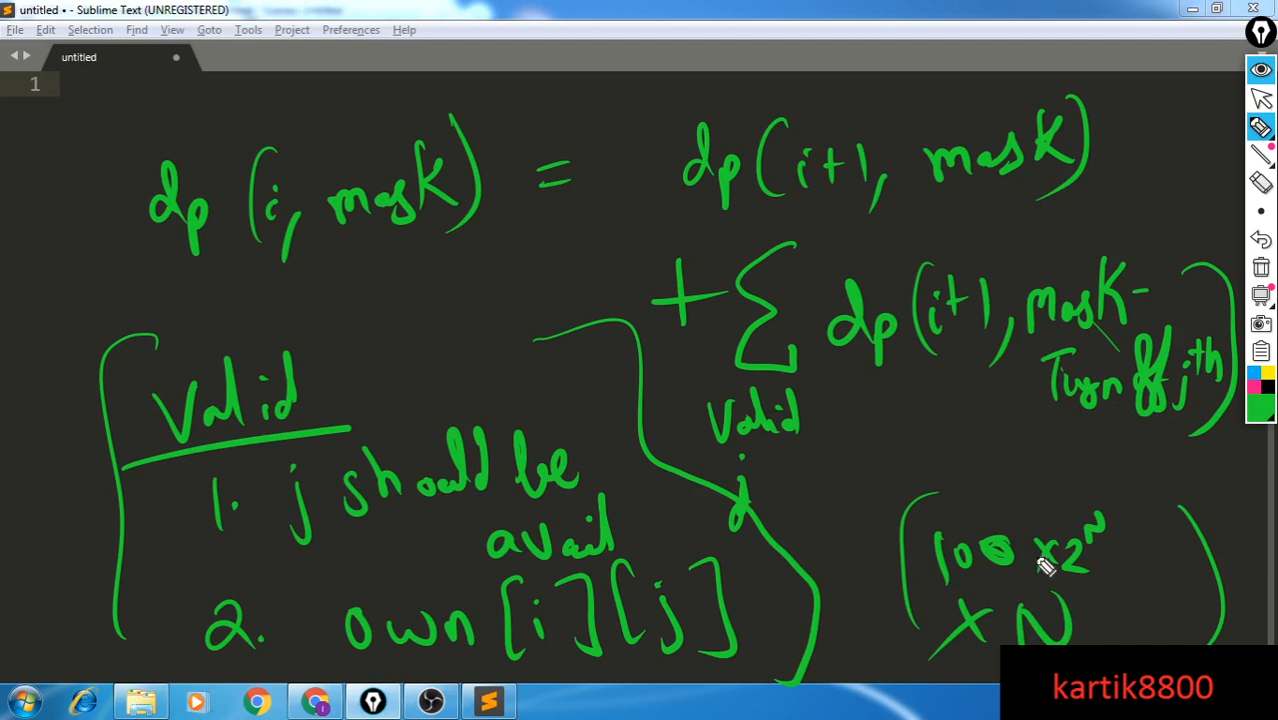 untitled • - Sublime Text (UNREGISTERED)
File Edit Selection Find View Goto Tools Project Preferences Help
untitled
1
dp (i, mask) = dp(i+1, mask)
+ Σ dp(i+1, mask-
Turn off jth)
valid
j
Valid
1. j should be
avail
2. own[i][j]
(100 x 2^N
x N)
kartik8800